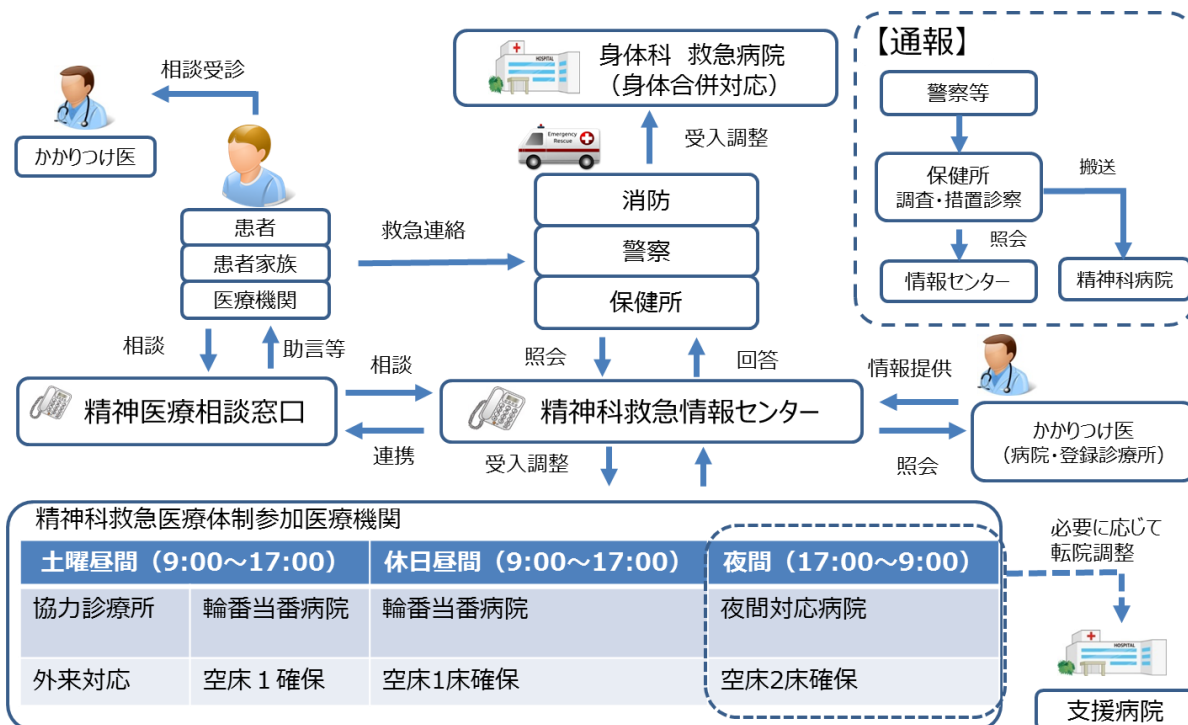 相談受診
かかりつけ医
患者
患者家族
医療機関
救急連絡
HOSPITAL
身体科 救急病院
（身体合併対応）
Emergency
Rescue
受入調整
消防
警察
保健所
【通報】
警察等
保健所
調査・措置診察
搬送
照会
情報センター
精神科病院
相談
助言等
相談
照会
回答
情報提供
精神医療相談窓口
精神科救急情報センター
連携
受入調整
照会
かかりつけ医
（病院・登録診療所）
精神科救急医療体制参加医療機関
土曜昼間（9:00～17:00）
休日昼間（9:00～17:00）
夜間（17:00～9:00）
協力診療所
輪番当番病院
輪番当番病院
夜間対応病院
外来対応
空床１確保
空床1床確保
空床2床確保
必要に応じて
転院調整
HOSPITAL
支援病院